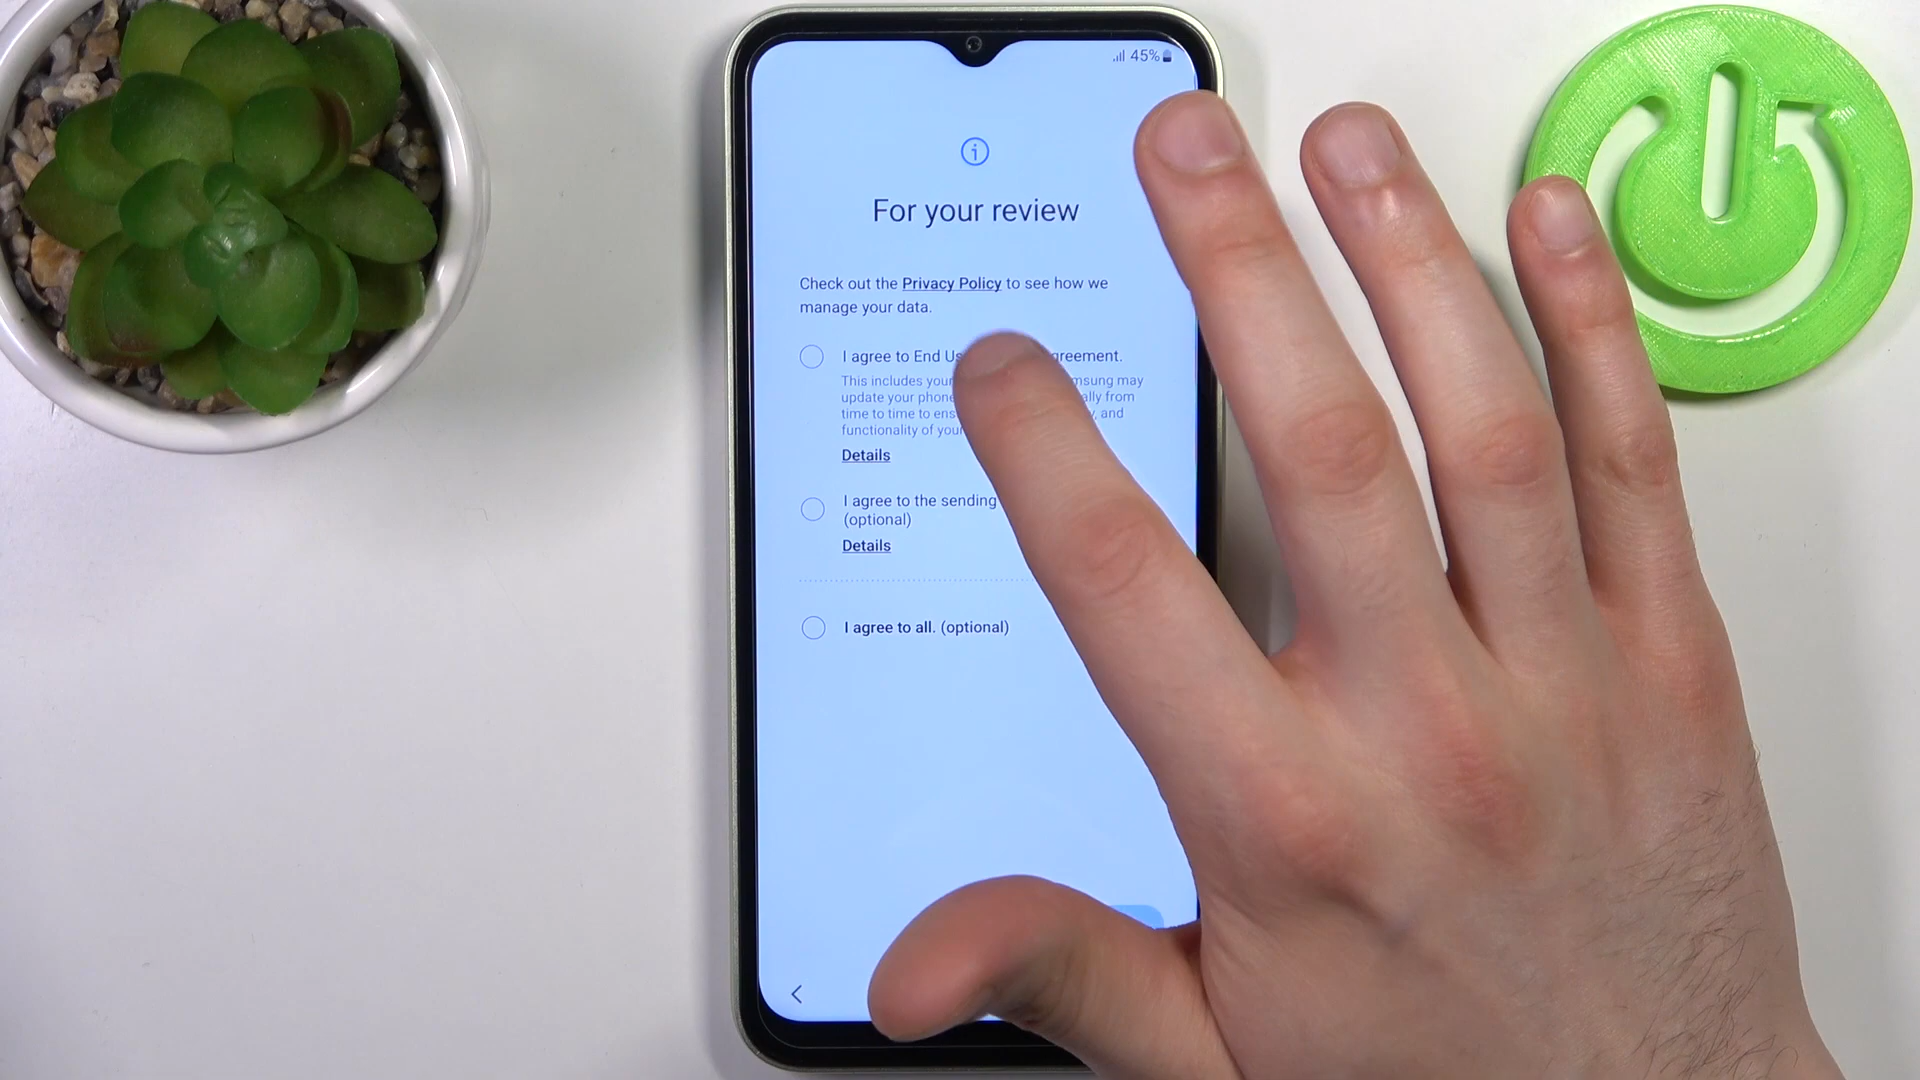 45%
For your review
Check out the Privacy Policy to see how we
manage your data.
I agree to End greement.
This includes your msung may
update your phone ally from
time to time to and
functionality of your
Details
I agree to the sending
(optional)
Details
I agree to all. (optional)